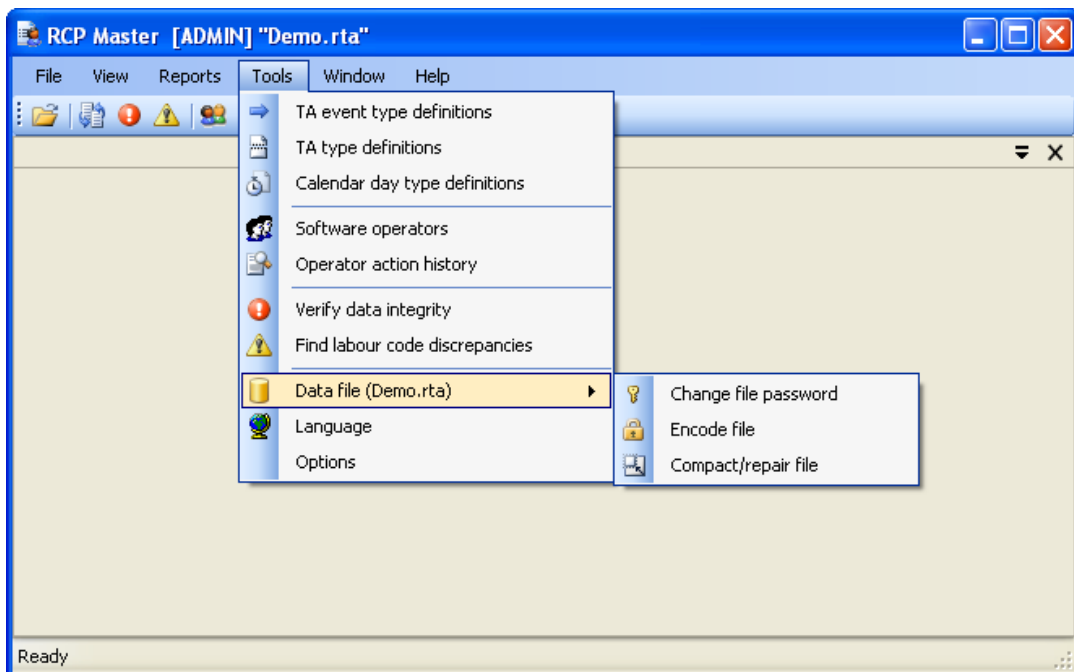 RCP Master [ADMIN] "Demo.rta"
File View Reports Tools Window Help
TA event type definitions
TA type definitions
Calendar day type definitions
Software operators
Operator action history
Verify data integrity
Find labour code discrepancies
Data file (Demo.rta)
Language
Options
Change file password
Encode file
Compact/repair file
Ready